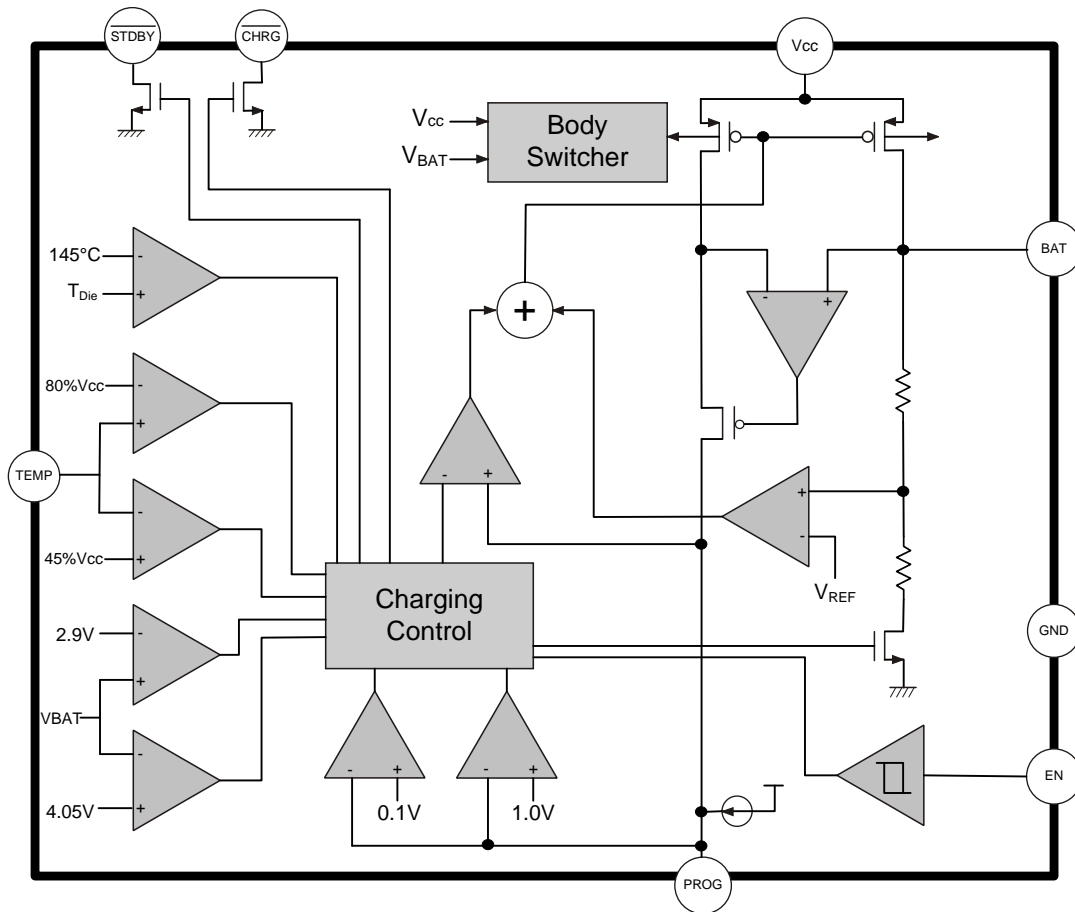 STDBY
CHRG
Vcc
Vcc
VBAT
Body
Switcher
145°C
-
TDie
+
+
-
+
BAT
80%Vcc
-
+
TEMP
-
+
-
45%Vcc
+
+
-
VREF
Charging
Control
2.9V
-
+
GND
VBAT
-
4.05V
+
-
+
-
+
0.1V
1.0V
EN
PROG